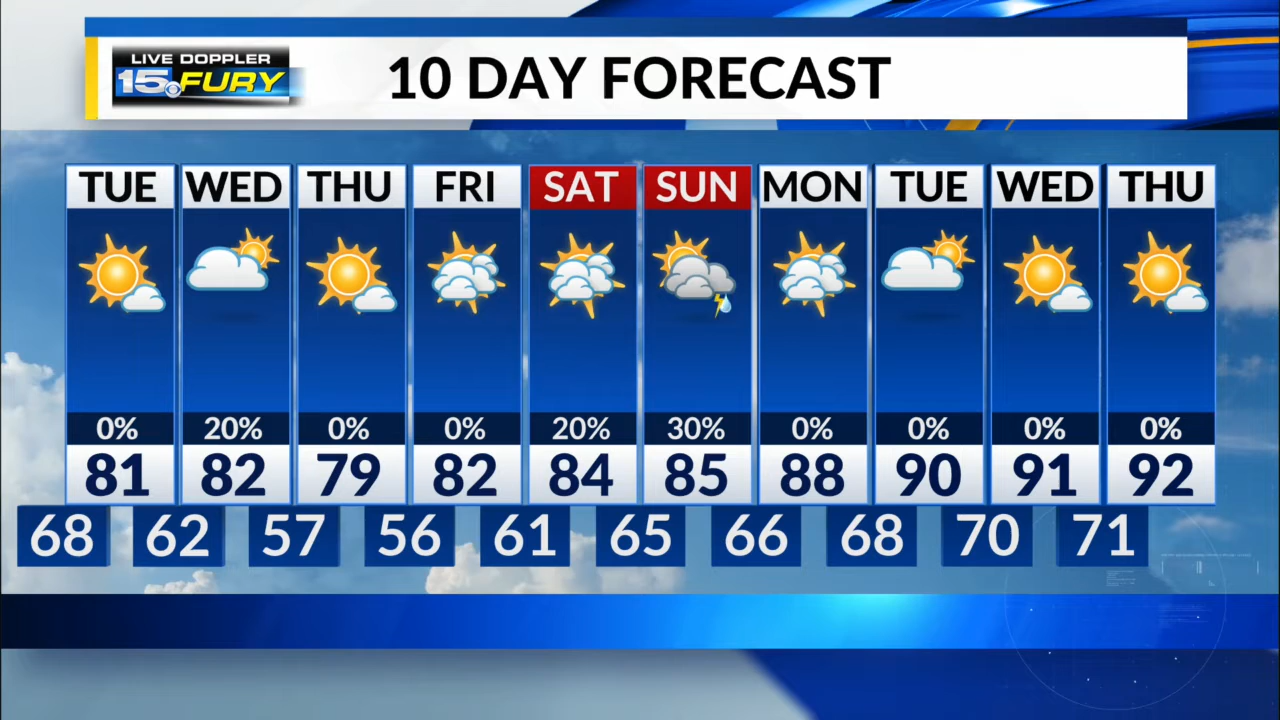 LIVE DOPPLER
15 FURY
10 DAY FORECAST
TUE WED THU FRI SAT SUN MON TUE WED THU
0% 20% 0% 0% 20% 30% 0% 0% 0% 0%
81 82 79 82 84 85 88 90 91 92
68 62 57 56 61 65 66 68 70 71